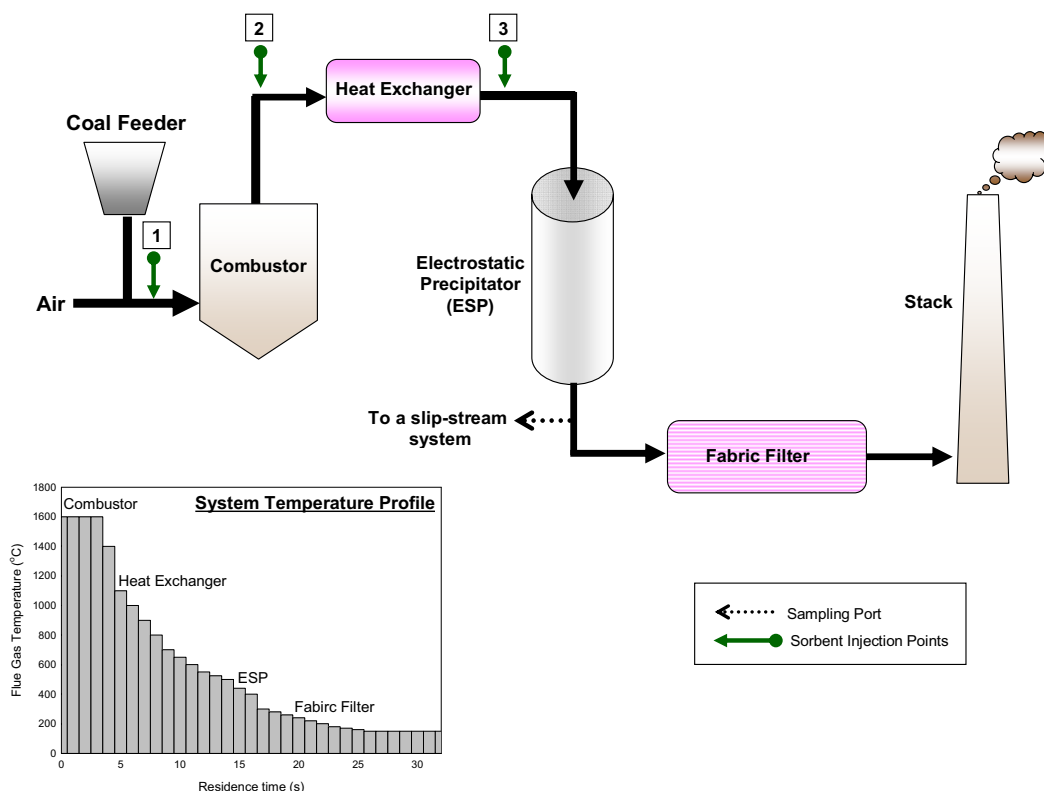 2
3
Heat Exchanger
Coal Feeder
1
Combustor
Air
Electrostatic
Precipitator
(ESP)
Stack
To a slip-stream
system
Fabric Filter
System Temperature Profile
Flue Gas Temperature (°C)
1800
1600
1400
1200
1000
800
600
400
200
0
Combustor
Heat Exchanger
ESP
Fabirc Filter
0
5
10
15
20
25
30
Residence time (s)
Sampling Port
Sorbent Injection Points